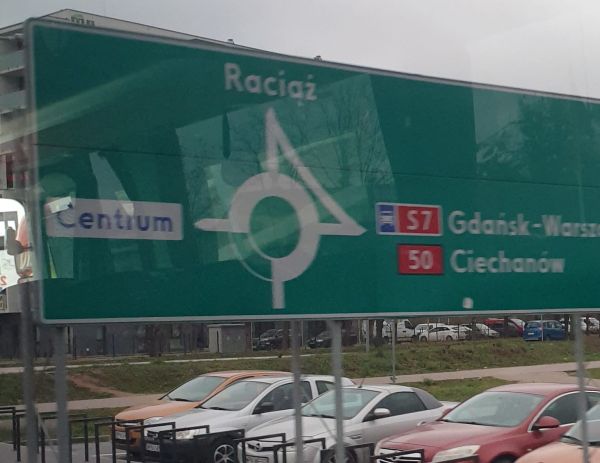 Raciąż
Centrum
S7 Gdańsk-Warsz
50 Ciechanów